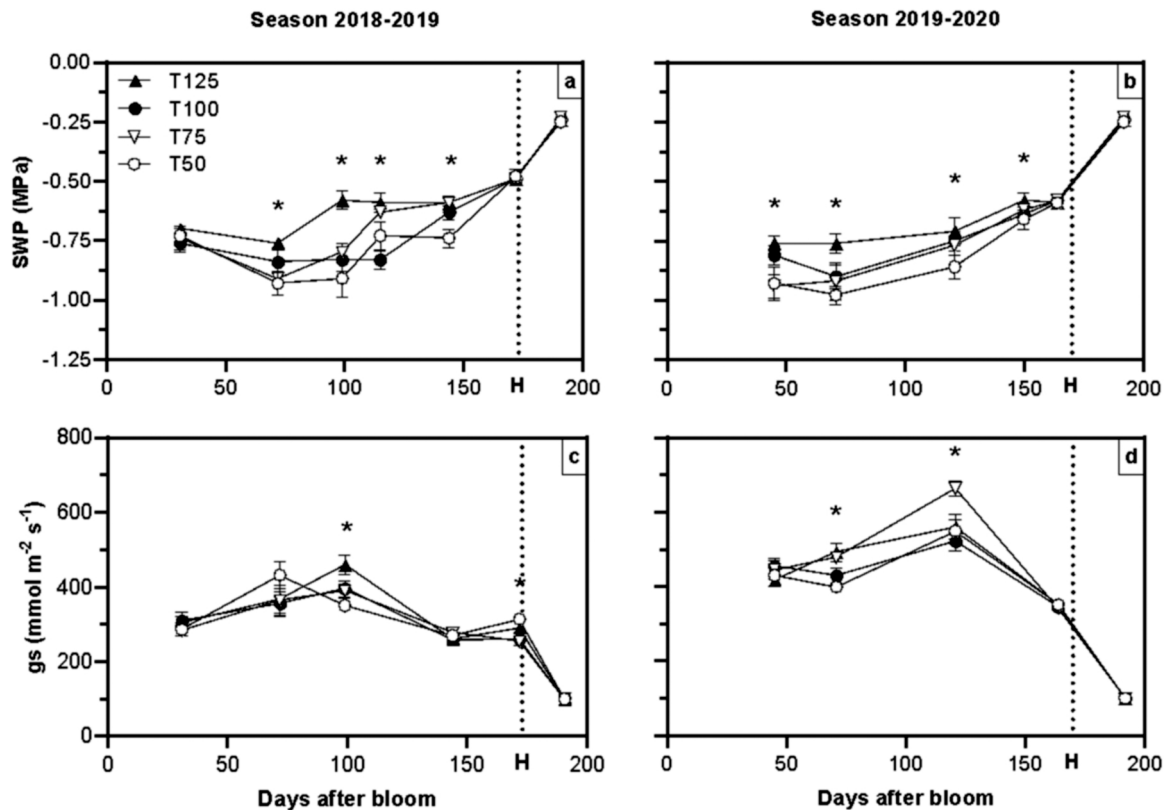 Season 2018-2019
Season 2019-2020
SWP (MPa)
0.00
-0.25
-0.50
-0.75
-1.00
-1.25
T125
T100
T75
T50
* * * *
a
0 50 100 150 H 200
* * * *
b
0 50 100 150 H 200
gs (mmol m-2 s-1)
800
600
400
200
0
* *
c
0 50 100 150 H 200
Days after bloom
* *
d
0 50 100 150 H 200
Days after bloom